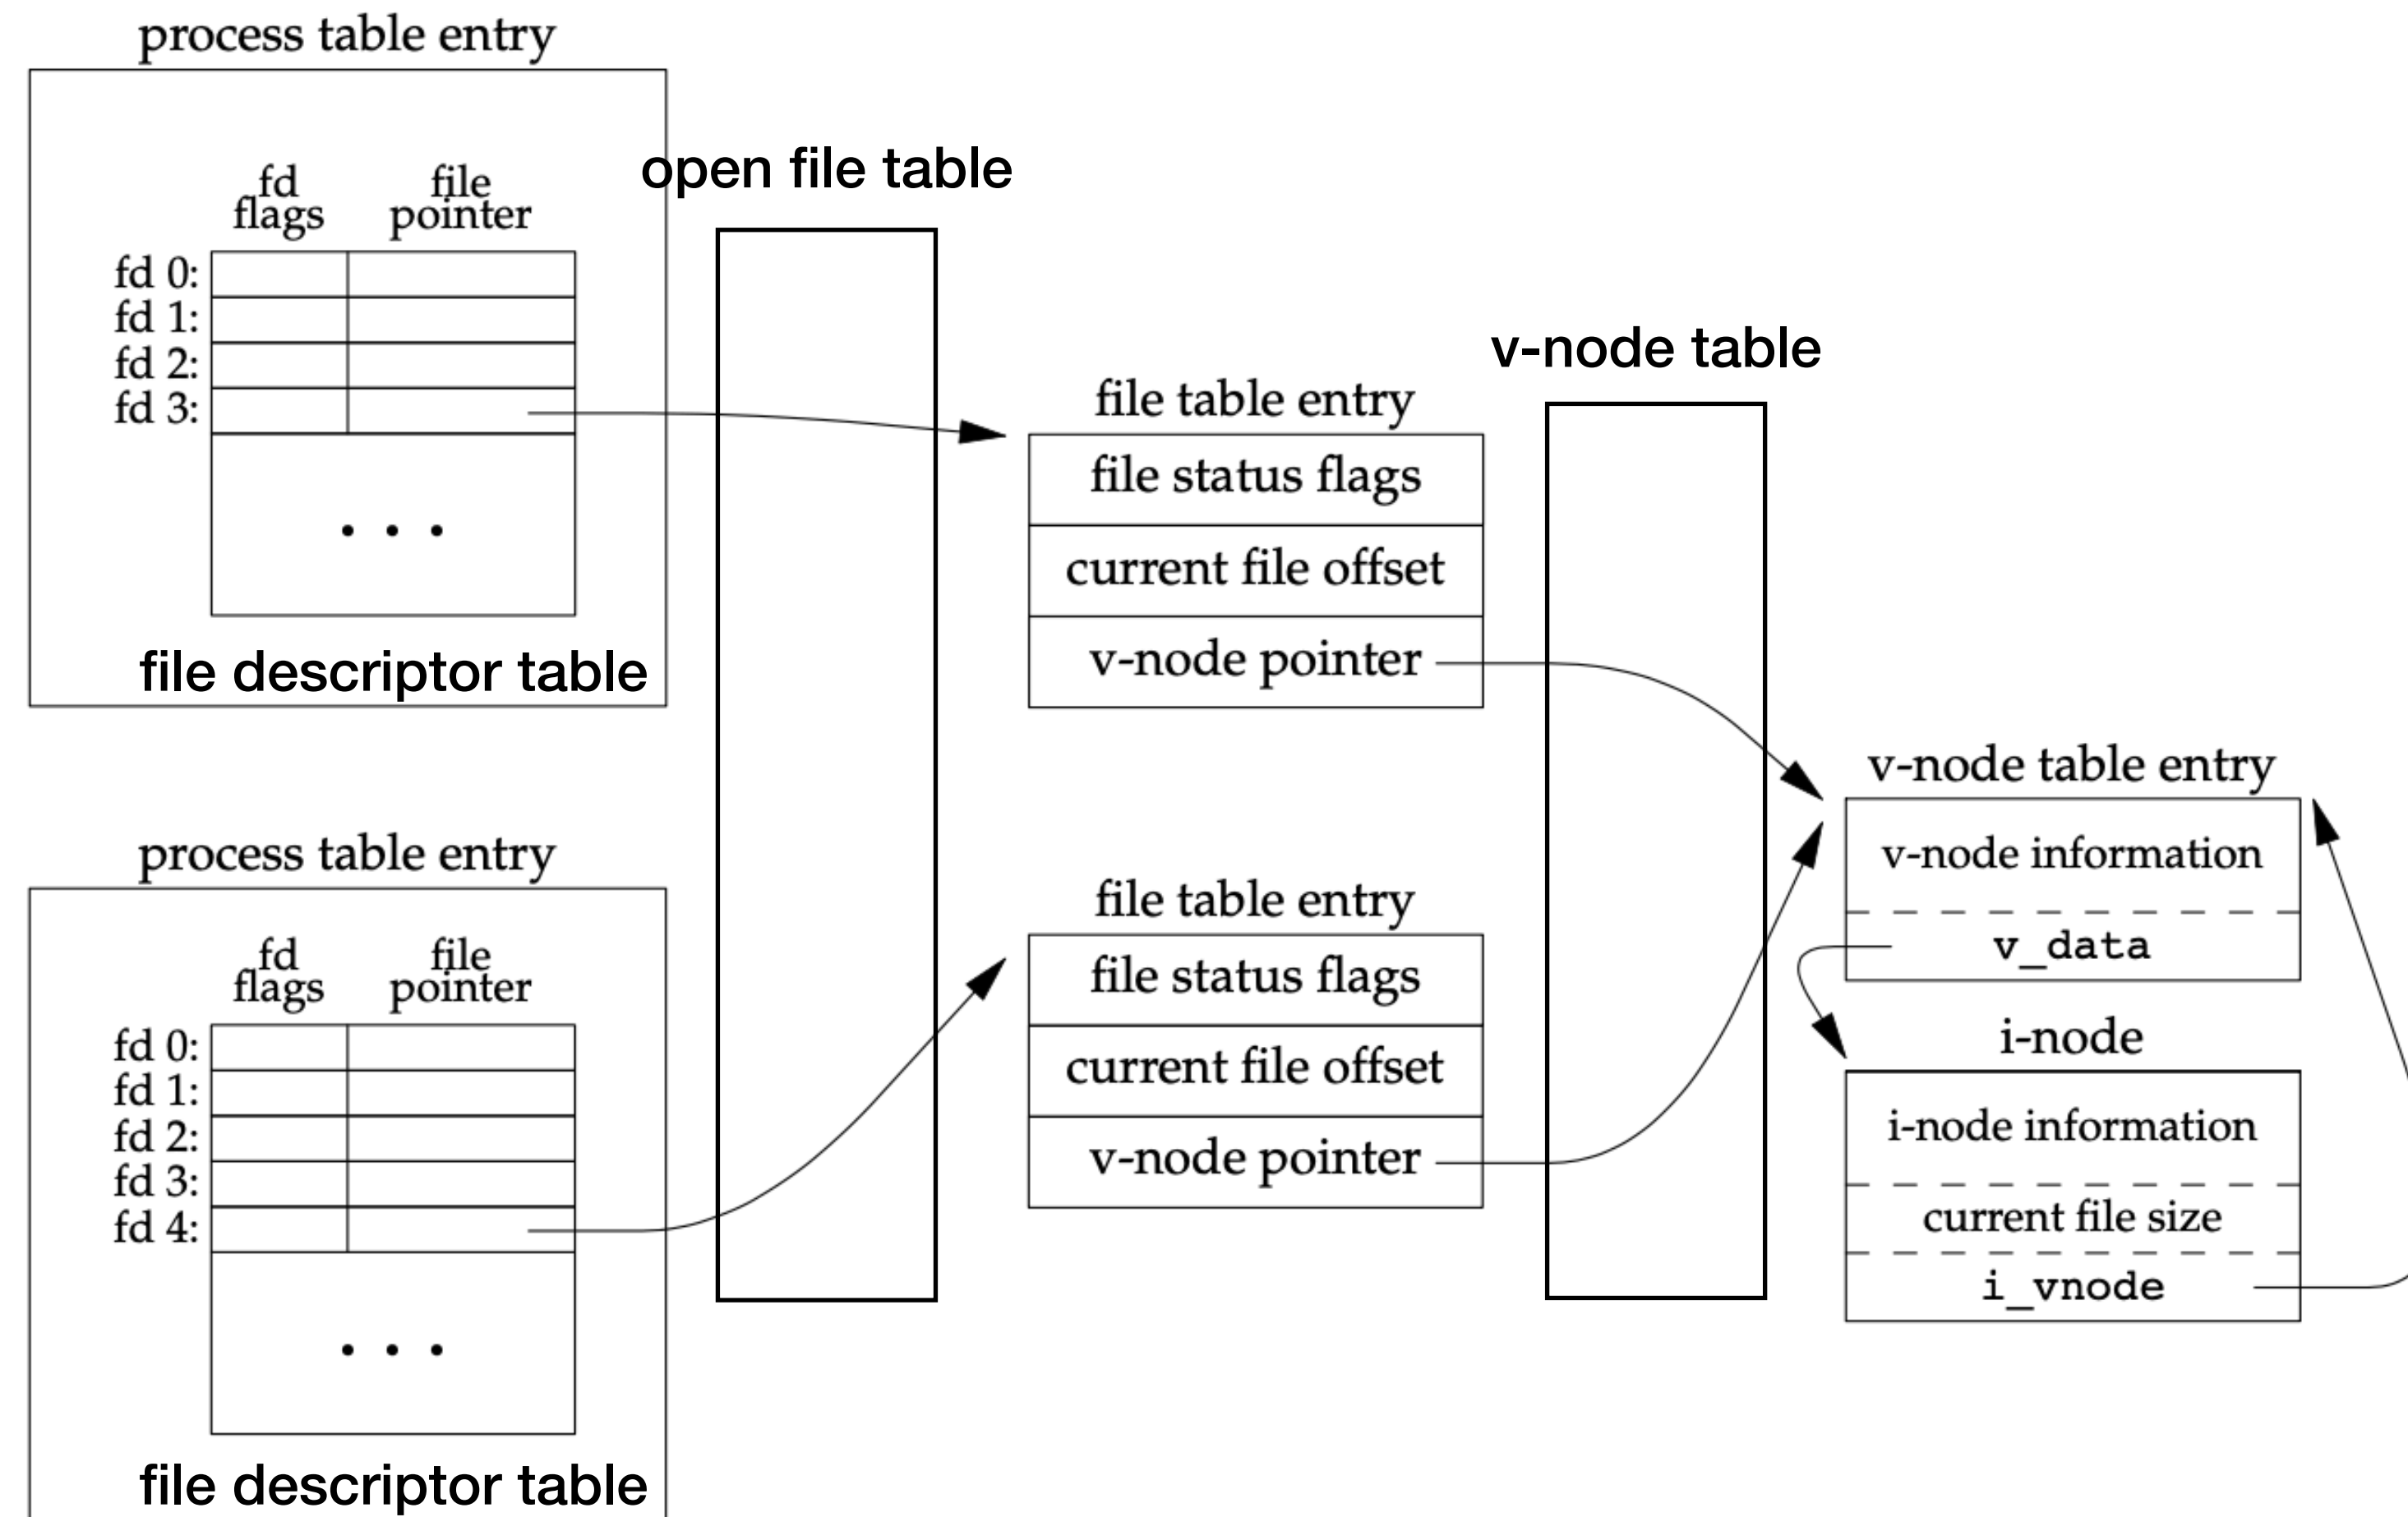 process table entry
fd
flags
file
pointer
fd 0:
fd 1:
fd 2:
fd 3:
. . .
file descriptor table
open file table
file table entry
file status flags
current file offset
v-node pointer
v-node table
process table entry
fd
flags
file
pointer
fd 0:
fd 1:
fd 2:
fd 3:
fd 4:
. . .
file descriptor table
file table entry
file status flags
current file offset
v-node pointer
v-node table entry
v-node information
v_data
i-node
i-node information
current file size
i_vnode